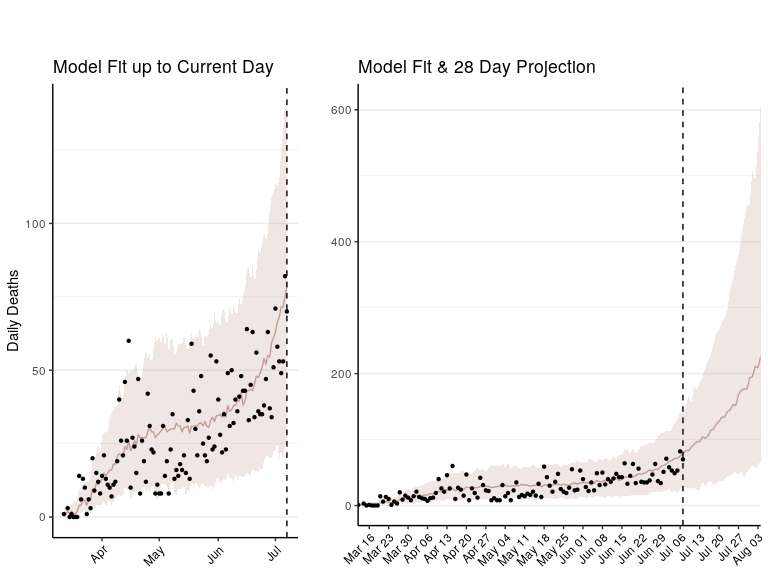 Model Fit up to Current Day
Daily Deaths
100
50
0
Apr
May
Jun
Jul
Model Fit & 28 Day Projection
600
400
200
0
Mar 16
Mar 23
Mar 30
Apr 06
Apr 13
Apr 20
Apr 27
May 04
May 11
May 18
May 25
Jun 01
Jun 08
Jun 15
Jun 22
Jun 29
Jul 06
Jul 13
Jul 20
Jul 27
Aug 03